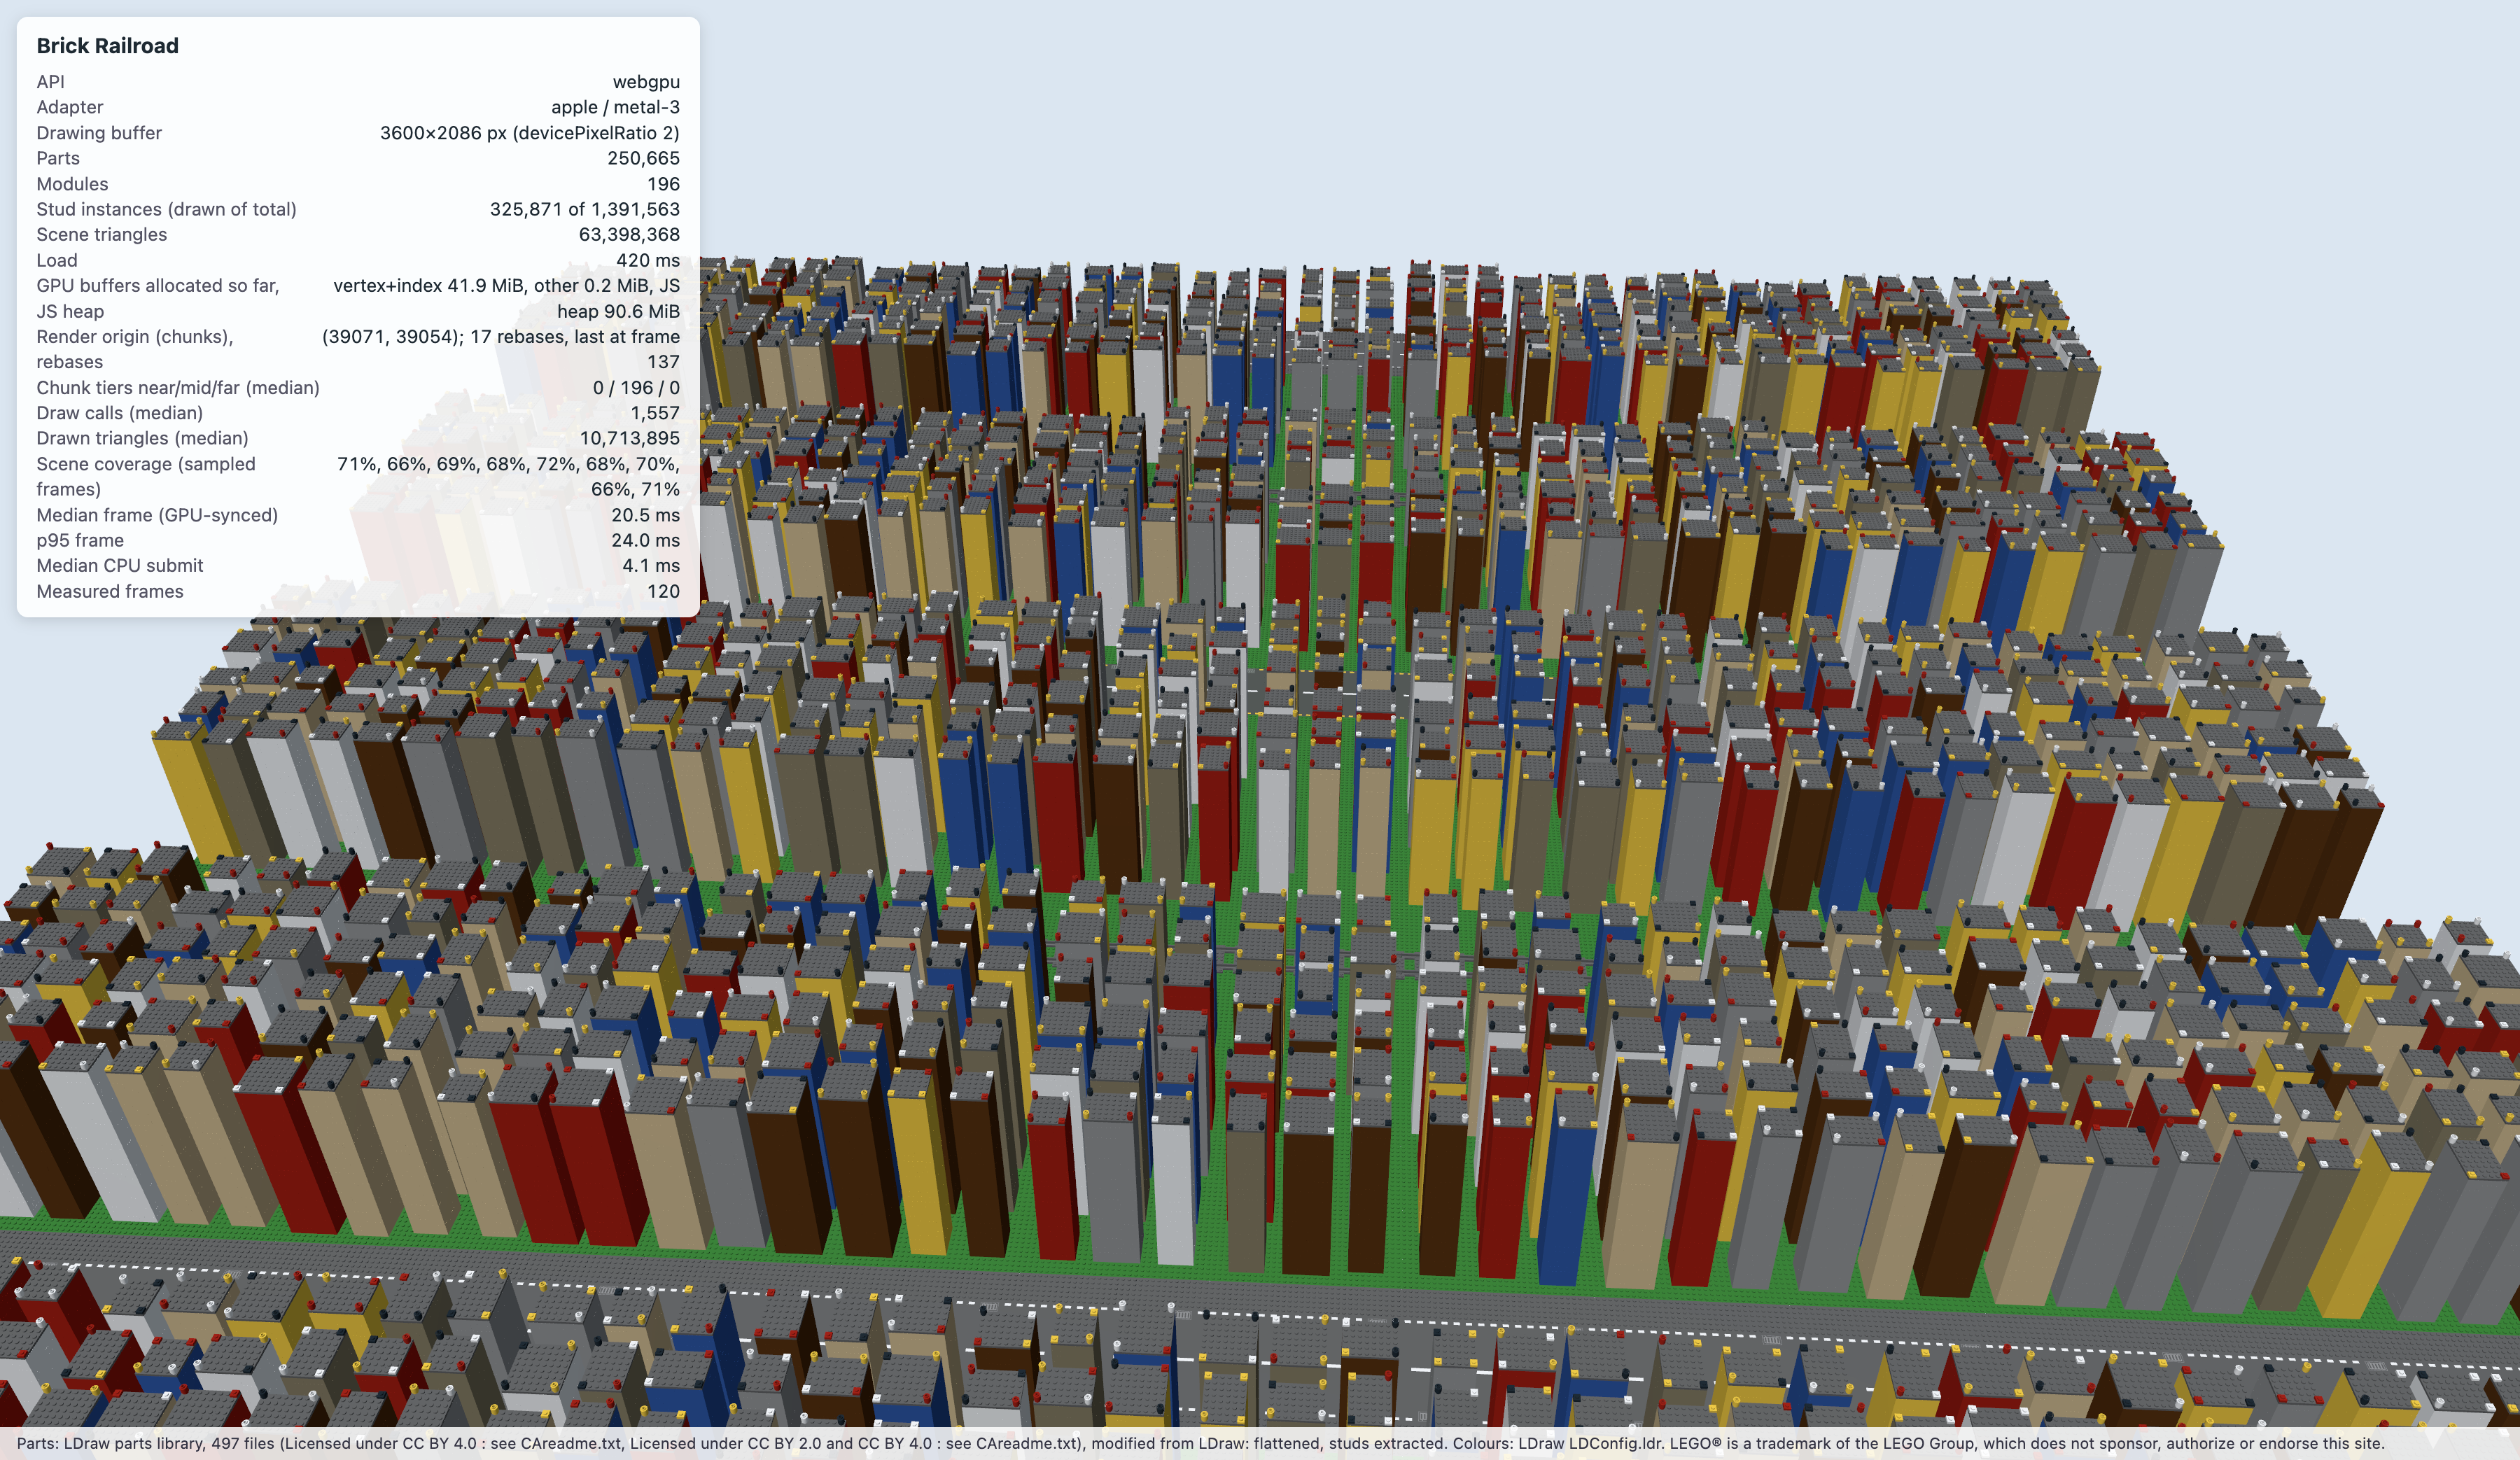 Brick Railroad
API webgpu
Adapter apple / metal-3
Drawing buffer 3600×2086 px (devicePixelRatio 2)
Parts 250,665
Modules 196
Stud instances (drawn of total) 325,871 of 1,391,563
Scene triangles 63,398,368
Load 420 ms
GPU buffers allocated so far, vertex+index 41.9 MiB, other 0.2 MiB, JS
JS heap heap 90.6 MiB
Render origin (chunks), (39071, 39054); 17 rebases, last at frame
rebases 137
Chunk tiers near/mid/far (median) 0 / 196 / 0
Draw calls (median) 1,557
Drawn triangles (median) 10,713,895
Scene coverage (sampled 71%, 66%, 69%, 68%, 72%, 68%, 70%,
frames) 66%, 71%
Median frame (GPU-synced) 20.5 ms
p95 frame 24.0 ms
Median CPU submit 4.1 ms
Measured frames 120
Parts: LDraw parts library, 497 files (Licensed under CC BY 4.0 : see CAreadme.txt, Licensed under CC BY 2.0 and CC BY 4.0 : see CAreadme.txt), modified from LDraw: flattened, studs extracted. Colours: LDraw LDConfig.ldr. LEGO® is a trademark of the LEGO Group, which does not sponsor, authorize or endorse this site.